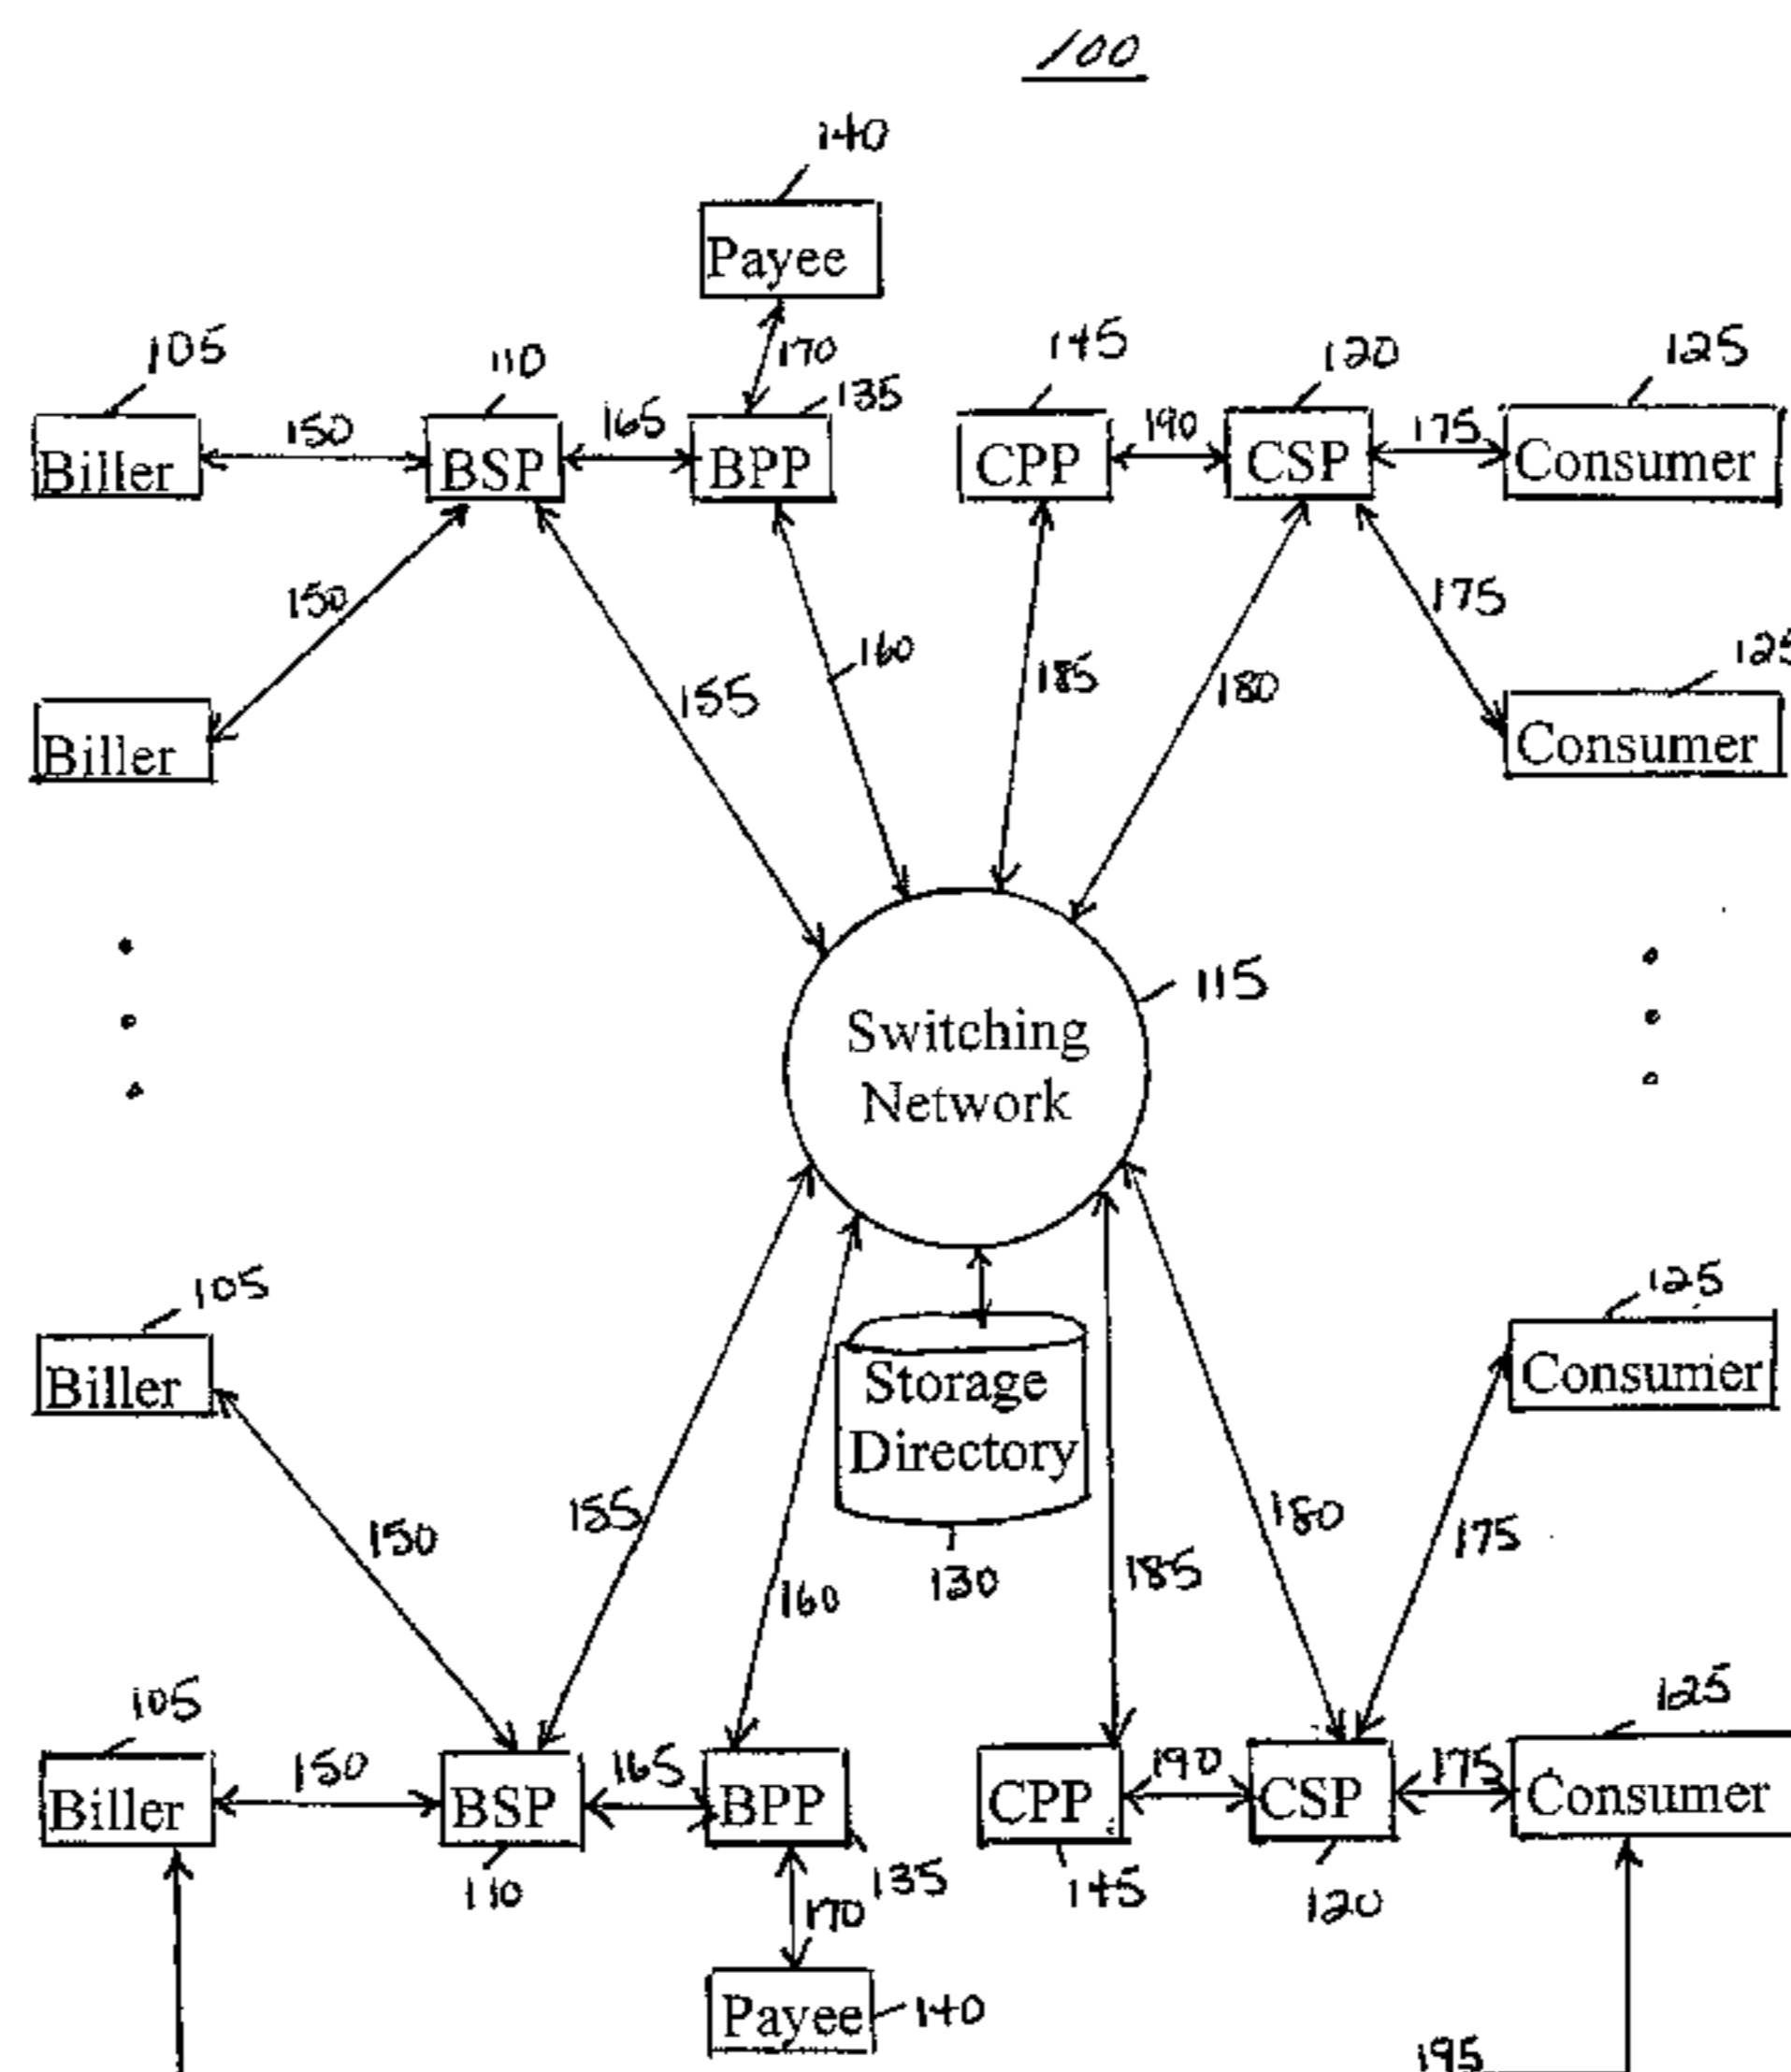 100
140
Payee
105
110
170
135
145
120
125
150
165
190
175
Biller
BSP
BPP
CPP
CSP
Consumer
150
155
160
185
180
175
125
Biller
Consumer
115
Switching
Network
105
125
Biller
Storage
Directory
Consumer
150
155
160
130
185
180
175
105
125
150
165
190
175
Biller
BSP
BPP
CPP
CSP
Consumer
110
170
135
145
120
Payee
140
195